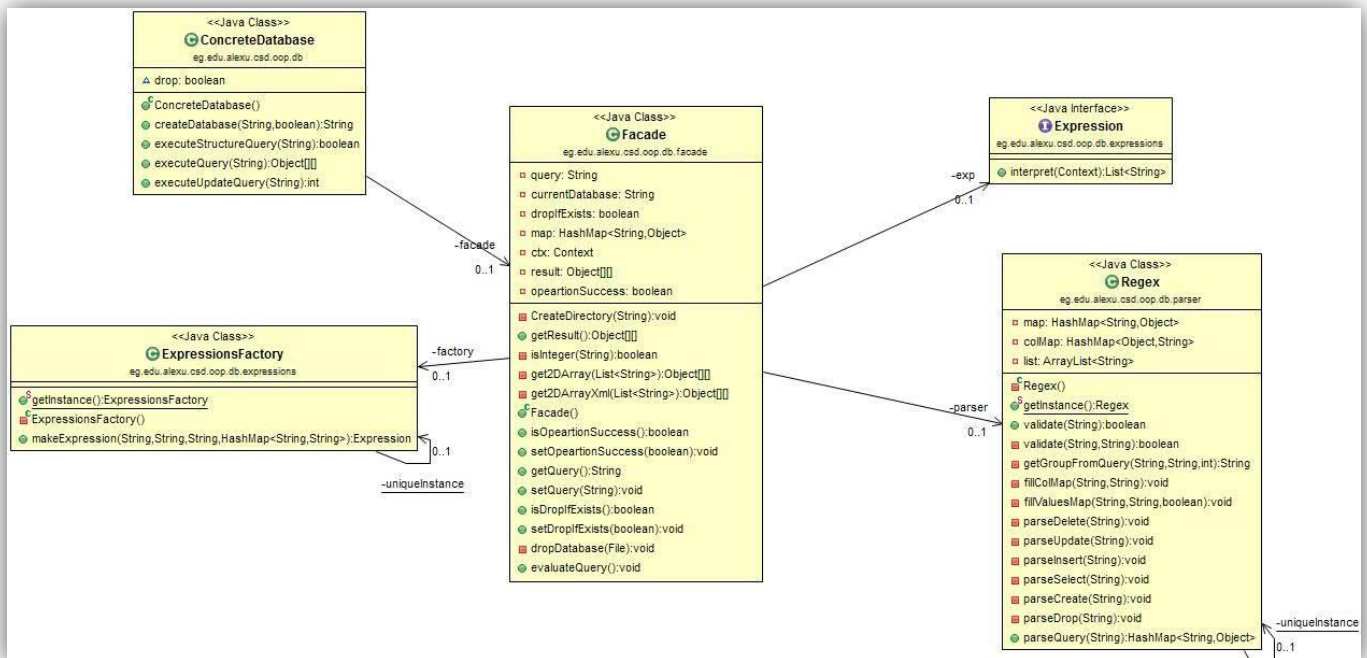 <<Java Class>>
ConcreteDatabase
eg.edu.alexu.csd.oop.db
drop: boolean
ConcreteDatabase()
createDatabase(String,boolean):String
executeStructureQuery(String):boolean
executeQuery(String):Object[][]
executeUpdateQuery(String):int
-facade
0..1
<<Java Class>>
Facade
eg.edu.alexu.csd.oop.db.facade
query: String
currentDatabase: String
dropIfExists: boolean
map: HashMap<String,Object>
ctx: Context
result: Object[][]
opeartionSuccess: boolean
CreateDirectory(String):void
getResult():Object[][]
isInteger(String):boolean
get2DArray(List<String>):Object[][]
get2DArrayXml(List<String>):Object[][]
Facade()
isOpeartionSuccess():boolean
setOpeartionSuccess(boolean):void
getQuery():String
setQuery(String):void
isDropIfExists():boolean
setDropIfExists(boolean):void
dropDatabase(File):void
evaluateQuery():void
-exp
0..1
<<Java Interface>>
Expression
eg.edu.alexu.csd.oop.db.expressions
interpret(Context):List<String>
-factory
0..1
<<Java Class>>
ExpressionsFactory
eg.edu.alexu.csd.oop.db.expressions
getInstance():ExpressionsFactory
ExpressionsFactory()
makeExpression(String,String,String,HashMap<String,String>):Expression
0..1
-uniqueInstance
-parser
0..1
<<Java Class>>
Regex
eg.edu.alexu.csd.oop.db.parser
map: HashMap<String,Object>
colMap: HashMap<Object,String>
list: ArrayList<String>
Regex()
getInstance():Regex
validate(String):boolean
validate(String,String):boolean
getGroupFromQuery(String,String,int):String
fillColMap(String,String):void
fillValuesMap(String,String,boolean):void
parseDelete(String):void
parseUpdate(String):void
parseInsert(String):void
parseSelect(String):void
parseCreate(String):void
parseDrop(String):void
parseQuery(String):HashMap<String,Object>
-uniqueInstance
0..1